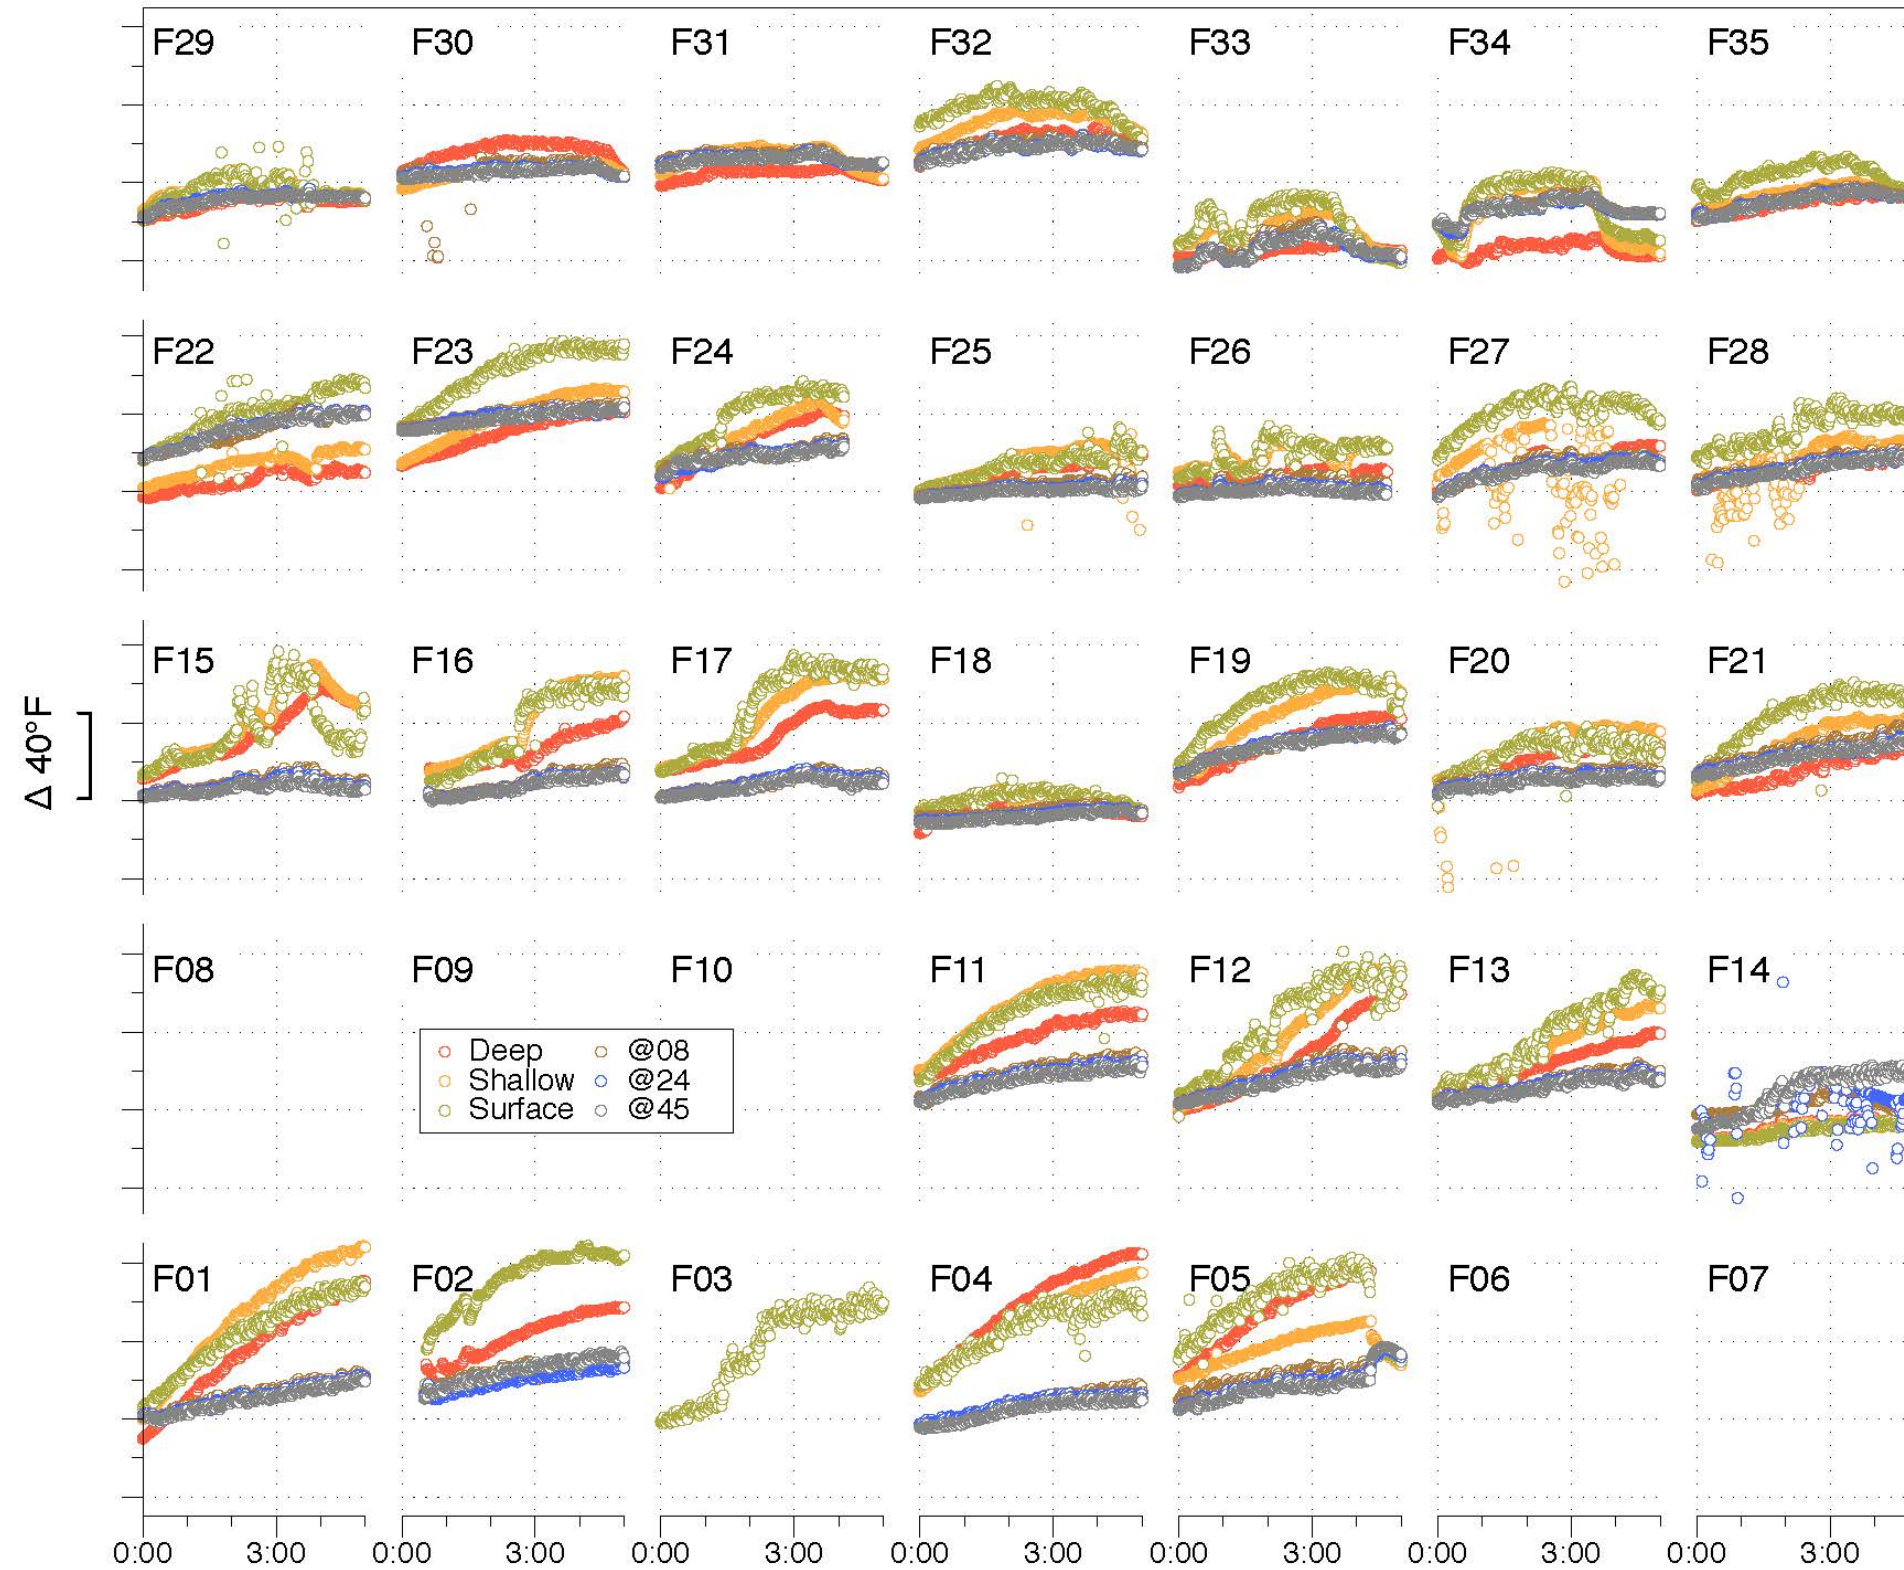 F29 F30 F31 F32 F33 F34 F35
F22 F23 F24 F25 F26 F27 F28
F15 F16 F17 F18 F19 F20 F21
Δ 40°F
F08 F09 F10 F11 F12 F13 F14
Deep @08
Shallow @24
Surface @45
F01 F02 F03 F04 F05 F06 F07
0:00 3:00 0:00 3:00 0:00 3:00 0:00 3:00 0:00 3:00 0:00 3:00 0:00 3:00